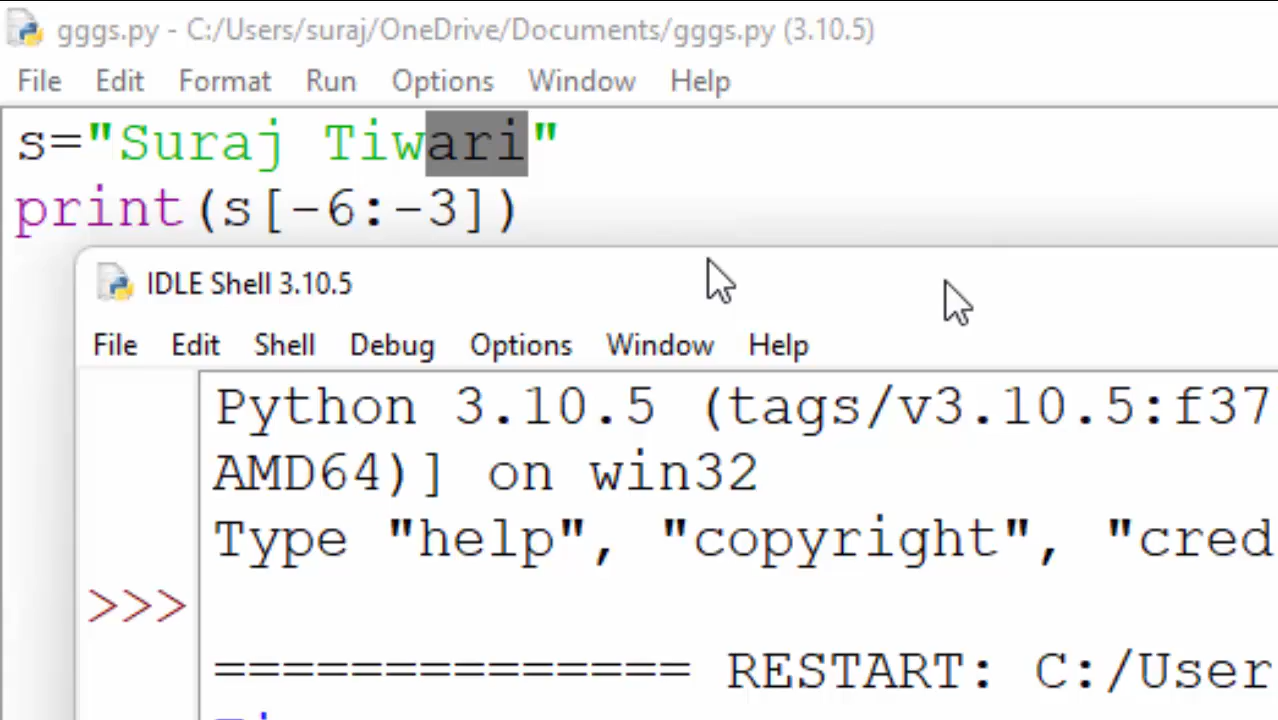 gggs.py - C:/Users/suraj/OneDrive/Documents/gggs.py (3.10.5)
File Edit Format Run Options Window Help
s="Suraj Tiwari"
print(s[-6:-3])
IDLE Shell 3.10.5
File Edit Shell Debug Options Window Help
Python 3.10.5 (tags/v3.10.5:f37
AMD64)] on win32
Type "help", "copyright", "cred
>>>
============== RESTART: C:/User